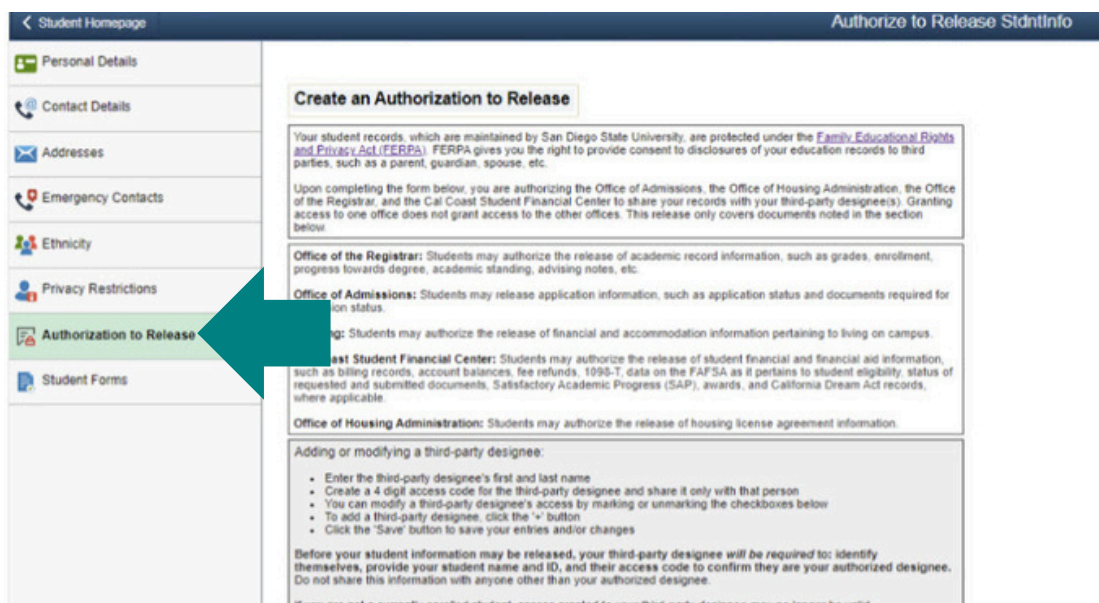 Student Homepage
Authorize to Release StdntInfo
Personal Details
Contact Details
Addresses
Emergency Contacts
Ethnicity
Privacy Restrictions
Authorization to Release
Student Forms
Create an Authorization to Release
Your student records, which are maintained by San Diego State University, are protected under the Family Educational Rights
and Privacy Act (FERPA). FERPA gives you the right to provide consent to disclosures of your education records to third
parties, such as a parent, guardian, spouse, etc.
Upon completing the form below, you are authorizing the Office of Admissions, the Office of Housing Administration, the Office
of the Registrar, and the Cal Coast Student Financial Center to share your records with your third-party designee(s). Granting
access to one office does not grant access to the other offices. This release only covers documents noted in the section
below.
Office of the Registrar: Students may authorize the release of academic record information, such as grades, enrollment,
progress towards degree, academic standing, advising notes, etc.
Office of Admissions: Students may release application information, such as application status and documents required for
ion status.
ng: Students may authorize the release of financial and accommodation information pertaining to living on campus.
ast Student Financial Center: Students may authorize the release of student financial and financial aid information,
such as billing records, account balances, fee refunds, 1098-T, data on the FAFSA as it pertains to student eligibility, status of
requested and submitted documents, Satisfactory Academic Progress (SAP), awards, and California Dream Act records,
where applicable.
Office of Housing Administration: Students may authorize the release of housing license agreement information.
Adding or modifying a third-party designee:
• Enter the third-party designee's first and last name
• Create a 4 digit access code for the third-party designee and share it only with that person
• You can modify a third-party designee's access by marking or unmarking the checkboxes below
• To add a third-party designee, click the '+' button
• Click the 'Save' button to save your entries and/or changes
Before your student information may be released, your third-party designee will be required to: identify
themselves, provide your student name and ID, and their access code to confirm they are your authorized designee.
Do not share this information with anyone other than your authorized designee.